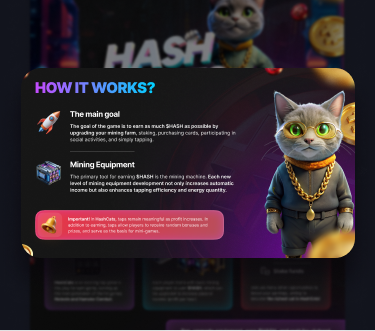 HASH
HOW IT WORKS?
The main goal
The goal of the game is to earn as much $HASH as possible by
upgrading your mining farm, staking, purchasing cards, participating in
social activities, and simply tapping.
Mining Equipment
The primary tool for earning $HASH is the mining machine. Each new
level of mining equipment development not only increases automatic
income but also enhances tapping efficiency and energy quantity.
Important! In HashCats, taps remain meaningful as profit increases, in
addition to earning, taps allow players to receive content bonuses and
prizes, and serve as the basis for mini-games.